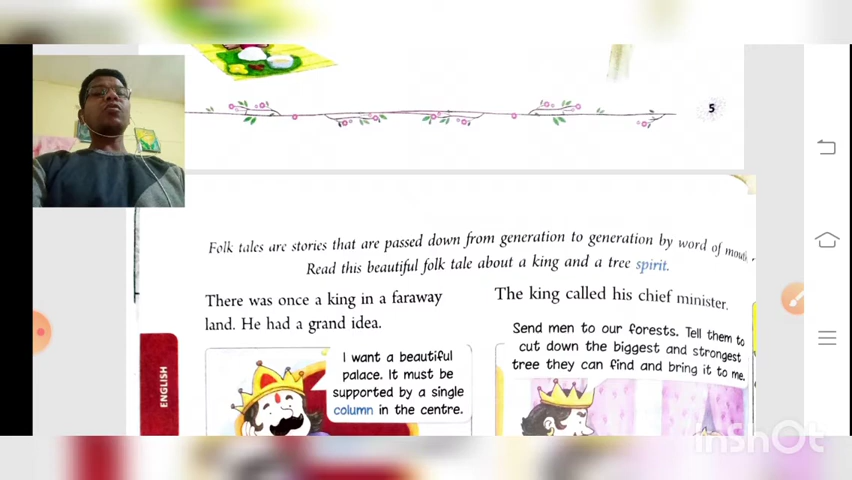 5
Folk tales are stories that are passed down from generation to generation by word of mouth.
Read this beautiful folk tale about a king and a tree spirit.
There was once a king in a faraway
land. He had a grand idea.
I want a beautiful
palace. It must be
supported by a single
column in the centre.
The king called his chief minister.
Send men to our forests. Tell them to
cut down the biggest and strongest
tree they can find and bring it to me.
ENGLISH
InShOt